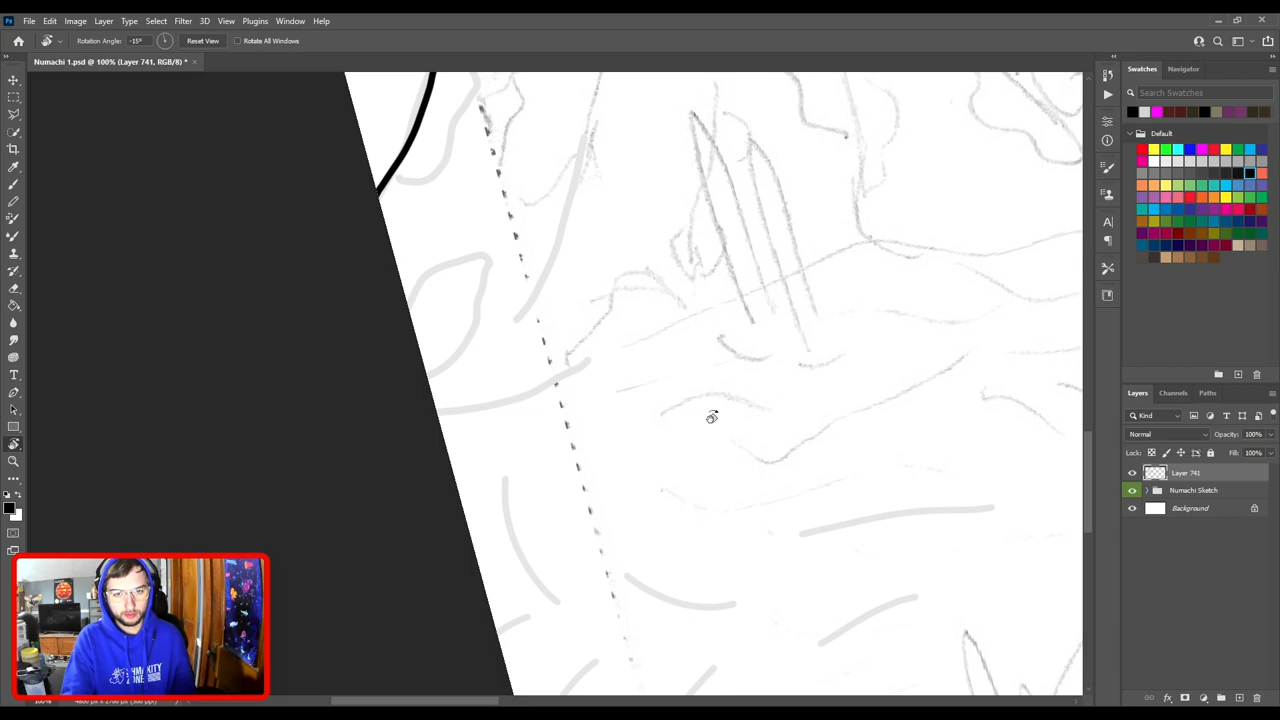 File Edit Image Layer Type Select Filter 3D View Plugins Window Help
Rotation Angle: -15° Reset View Rotate All Windows
Numachi 1.psd @ 100% (Layer 741, RGB/8) * ×
Swatches Navigator
Search Swatches
Default
Layers Channels Paths
Kind
Normal Opacity: 100%
Lock: Fill: 100%
Layer 741
Numachi Sketch
Background
100%